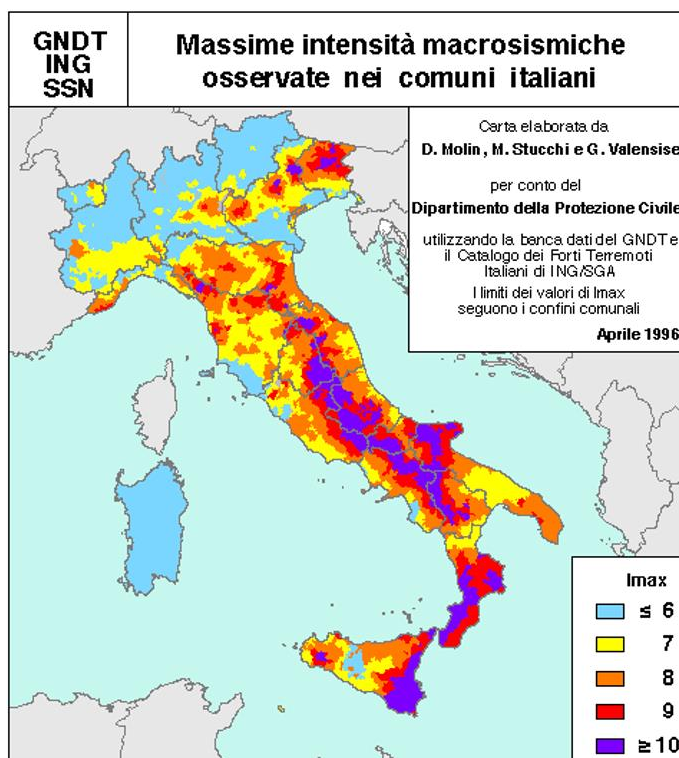 GNDT
ING
SSN
Massime intensità macrosismiche
osservate nei comuni italiani
Carta elaborata da
D. Molin, M. Stucchi e G. Valensise
per conto del
Dipartimento della Protezione Civile
utilizzando la banca dati del GNDT e
il Catalogo dei Forti Terremoti
Italiani di ING/SGA
I limiti dei valori di Imax
seguono i confini comunali
Aprile 1996
Imax
≤ 6
7
8
9
≥ 10